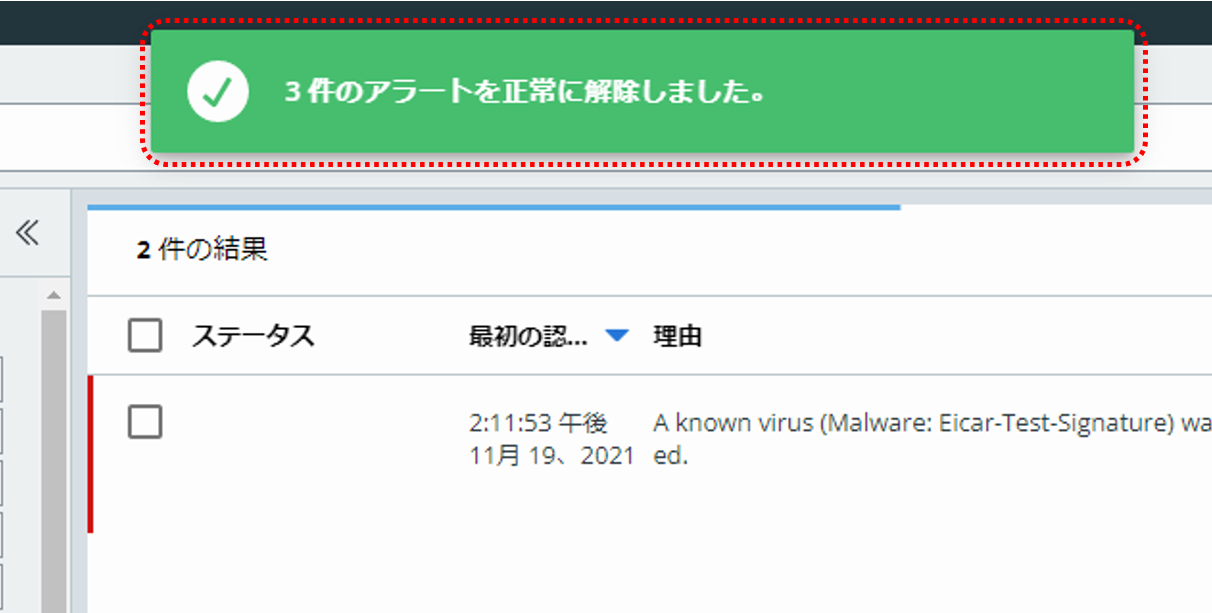 3 件のアラートを正常に解除しました。
2 件の結果
ステータス 最初の認... 理由
2:11:53 午後 A known virus (Malware: Eicar-Test-Signature) wa
11月 19、2021 ed.